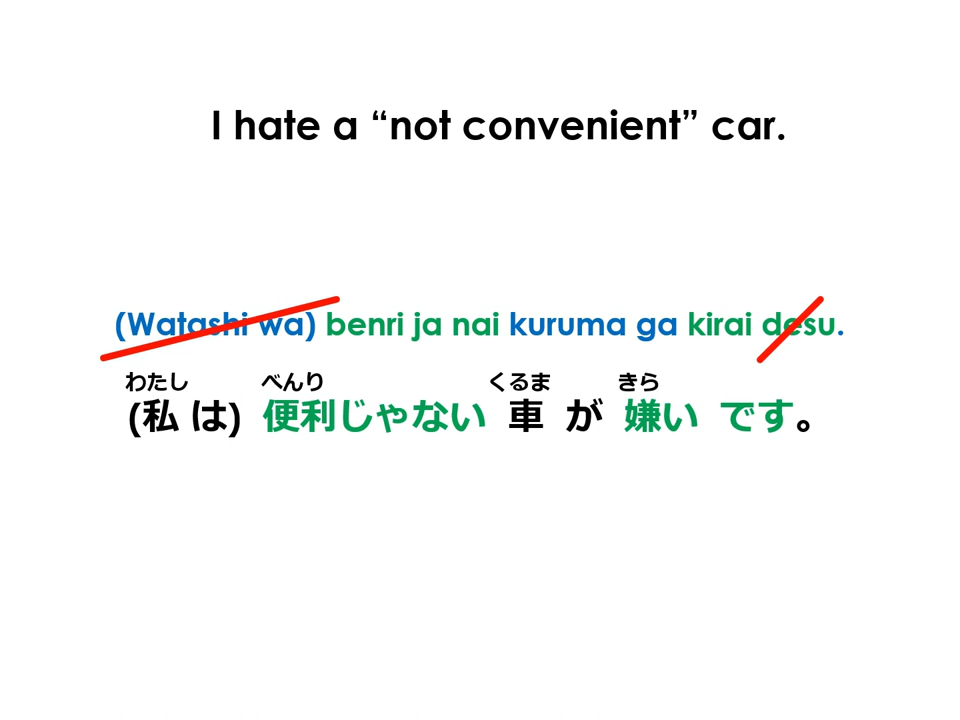 I hate a “not convenient” car.
(Watashi wa) benri ja nai kuruma ga kirai desu.
わたし べんり くるま きら
(私 は) 便利じゃない 車 が 嫌い です。